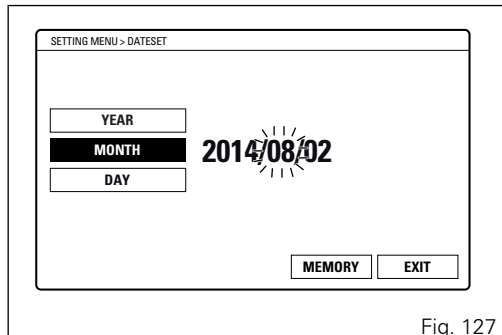 SETTING MENU > DATESET
YEAR
MONTH
DAY
2014/08/02
MEMORY
EXIT
Fig. 127